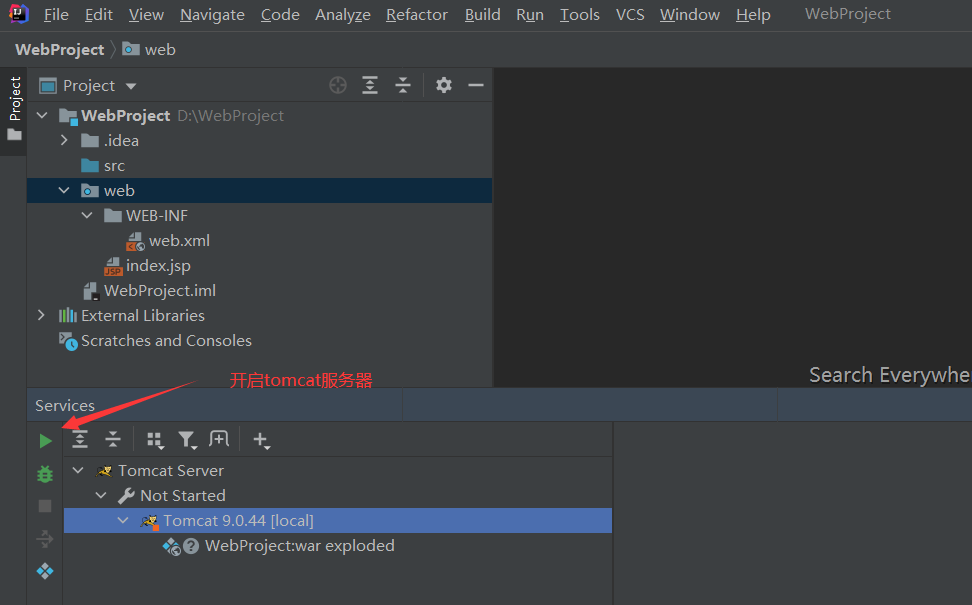 File Edit View Navigate Code Analyze Refactor Build Run Tools VCS Window Help WebProject
WebProject web
Project
Project
WebProject D:\WebProject
.idea
src
web
WEB-INF
web.xml
index.jsp
WebProject.iml
External Libraries
Scratches and Consoles
Search Everywhe
开启tomcat服务器
Services
Tomcat Server
Not Started
Tomcat 9.0.44 [local]
WebProject:war exploded